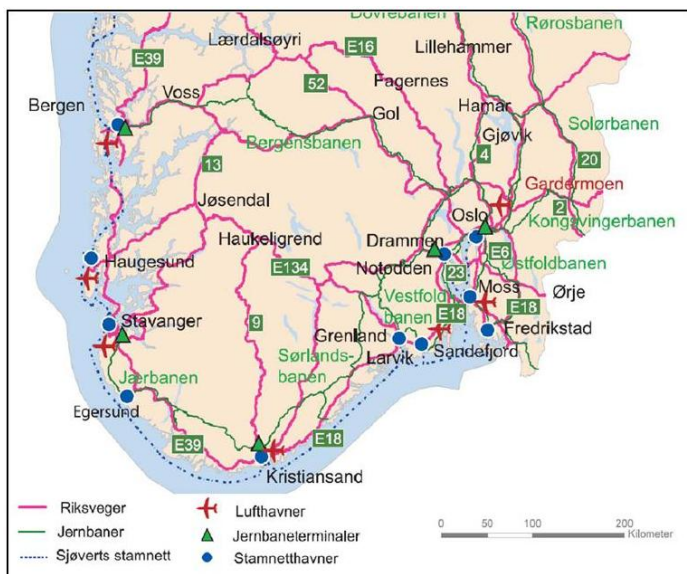 Dovrebanen
Rørosbanen
Lærdalsøyri
E16
Lillehammer
E39
Voss
52
Fagernes
Bergen
Gol
Hamar
Gjøvik
Solørbanen
Bergensbanen
4
20
13
Gardermoen
Jøsendal
Oslo
2
Kongsvingerbanen
Haukeligrend
Drammen
E6
Haugesund
E134
Notodden
23
Østfoldbanen
Moss
Ørje
Vestfold
banen
E18
E18
Stavanger
9
Grenland
Fredrikstad
Sørlands-
banen
Larvik
Sandefjord
Jærbanen
Egersund
E39
E18
Kristiansand
Riksveger
Lufthavner
Jernbaner
Jernbaneterminaler
Sjøverts stamnett
Stamnetthavner
0 50 100 200
Kilometer